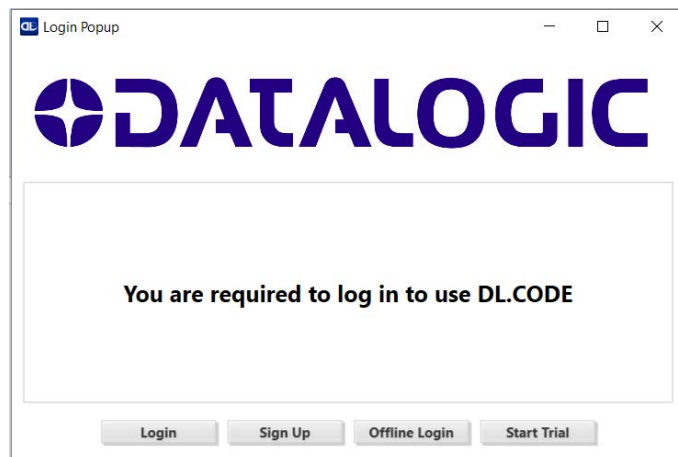 DL Login Popup
DATALOGIC
You are required to log in to use DL.CODE
Login Sign Up Offline Login Start Trial